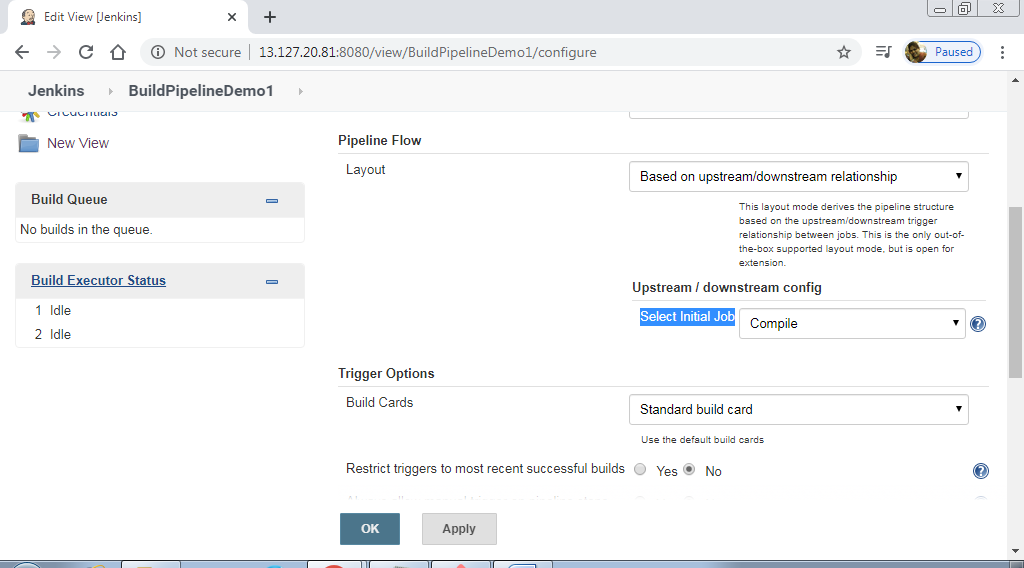 Edit View [Jenkins]
Not secure
13.127.20.81:8080/view/BuildPipelineDemo1/configure
Paused
Jenkins
BuildPipelineDemo1
Credentials
New View
Build Queue
No builds in the queue.
Build Executor Status
1 Idle
2 Idle
Pipeline Flow
Layout
Based on upstream/downstream relationship
This layout mode derives the pipeline structure
based on the upstream/downstream trigger
relationship between jobs. This is the only out-of-
the-box supported layout mode, but is open for
extension.
Upstream / downstream config
Select Initial Job
Compile
Trigger Options
Build Cards
Standard build card
Use the default build cards
Restrict triggers to most recent successful builds
Yes
No
OK
Apply